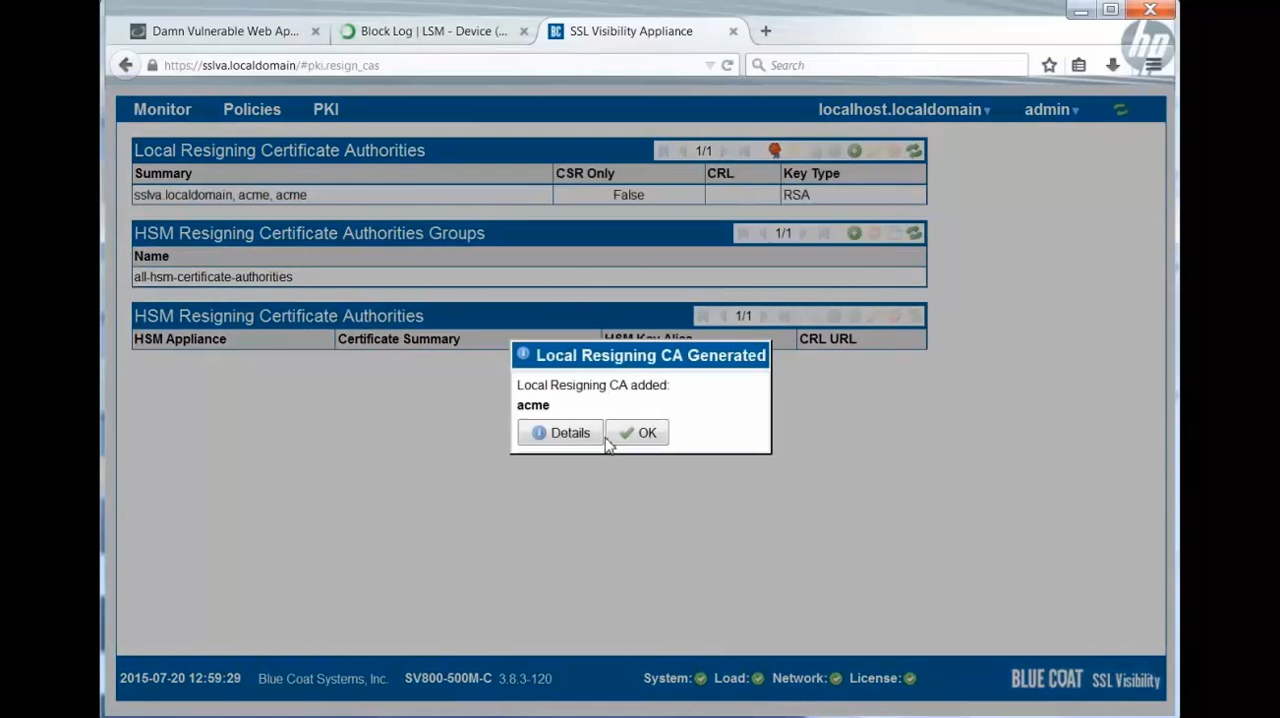 Damn Vulnerable Web Ap...
Block Log | LSM - Device (...
BC SSL Visibility Appliance
hp
https://sslva.localdomain/#pki.resign_cas
Search
Monitor Policies PKI localhost.localdomain admin
Local Resigning Certificate Authorities 1/1
Summary CSR Only CRL Key Type
sslva.localdomain, acme, acme False RSA
HSM Resigning Certificate Authorities Groups 1/1
Name
all-hsm-certificate-authorities
HSM Resigning Certificate Authorities 1/1
HSM Appliance Certificate Summary HSM Key Alias CRL URL
Local Resigning CA Generated
Local Resigning CA added:
acme
Details OK
2015-07-20 12:59:29 Blue Coat Systems, Inc. SV800-500M-C 3.8.3-120 System: Load: Network: License: BLUE COAT SSL Visibility